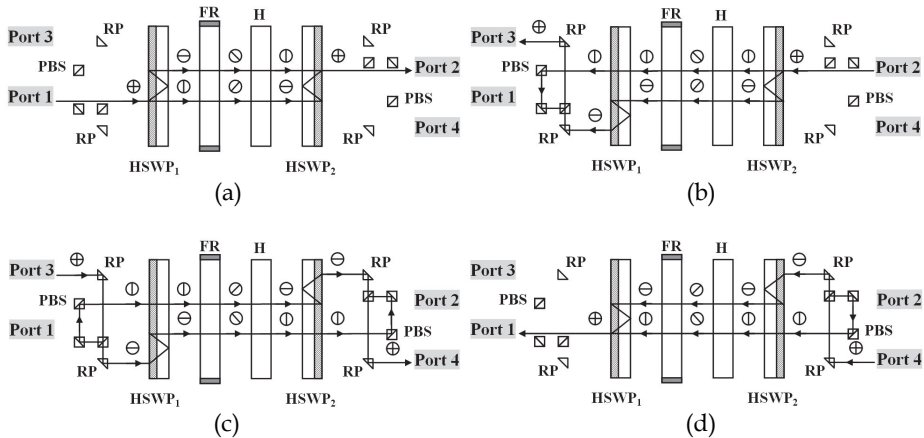 FR H
Port 3 RP RP
PBS Port 2
Port 1 PBS
RP RP Port 4
HSWP1 HSWP2
(a)
FR H
Port 3 RP RP
PBS Port 2
Port 1 PBS
RP RP Port 4
HSWP1 HSWP2
(b)
FR H
Port 3 RP RP
PBS Port 2
Port 1 PBS
RP RP Port 4
HSWP1 HSWP2
(c)
FR H
Port 3 RP RP
PBS Port 2
Port 1 PBS
RP RP Port 4
HSWP1 HSWP2
(d)